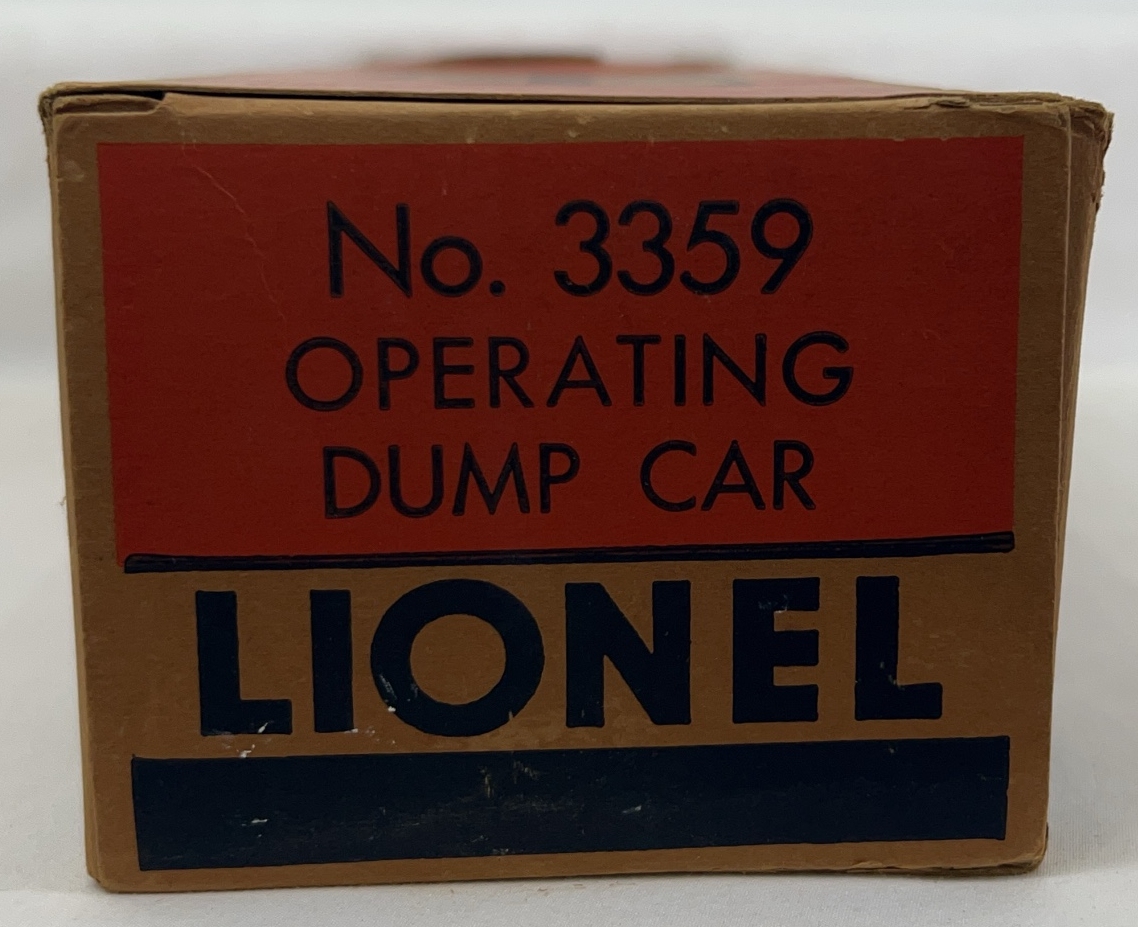 No. 3359
OPERATING
DUMP CAR
LIONEL